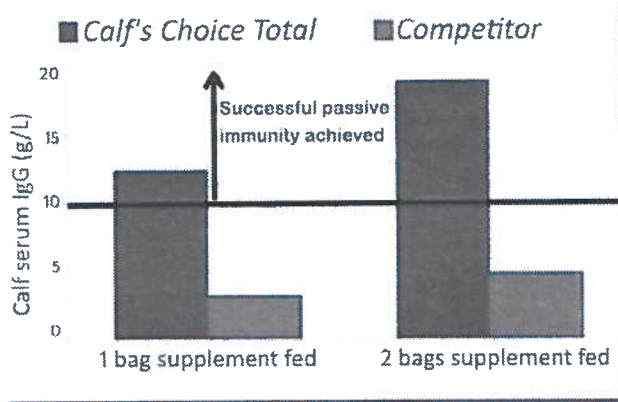 Calf's Choice Total Competitor
20
15
10
5
0
Calf serum IgG (g/L)
Successful passive
immunity achieved
1 bag supplement fed 2 bags supplement fed